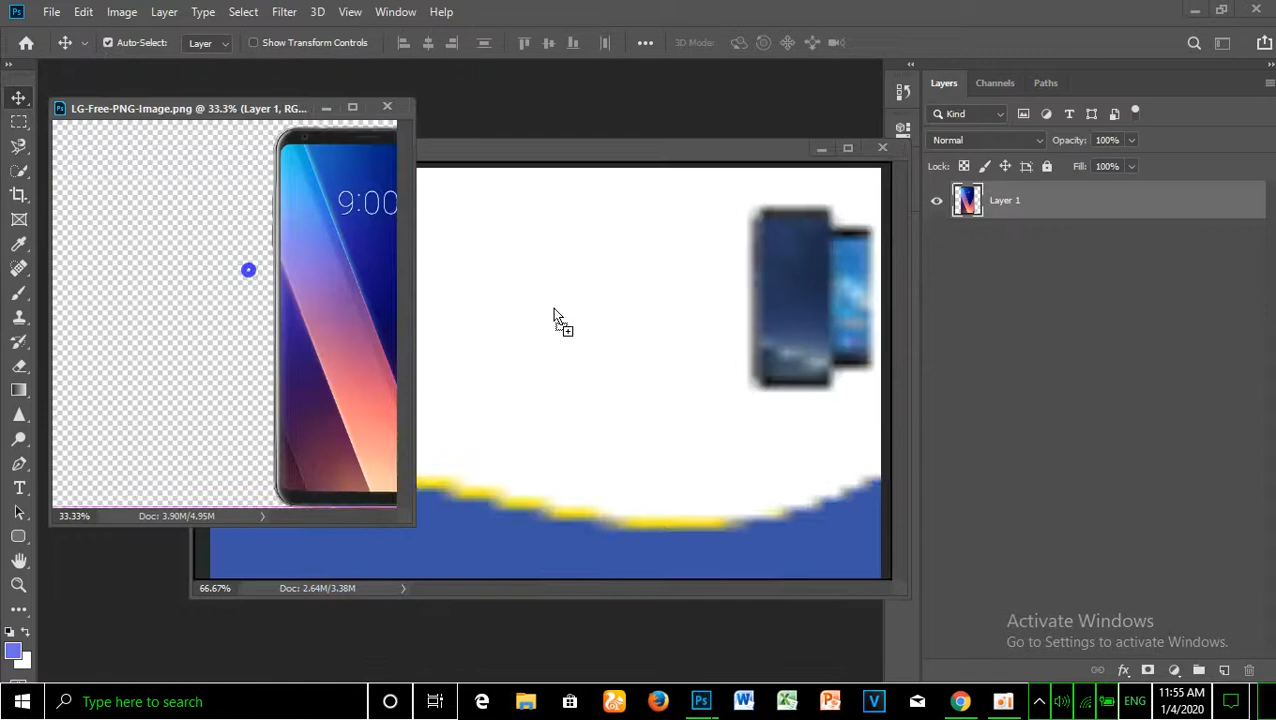 Ps File Edit Image Layer Type Select Filter 3D View Window Help
Auto-Select: Layer Show Transform Controls 3D Mode:
Ps LG-Free-PNG-Image.png @ 33.3% (Layer 1, RG...
9:00
33.33% Doc: 3.90M/4.95M
66.67% Doc: 2.64M/3.38M
Layers Channels Paths
Kind
Normal Opacity: 100%
Lock: Fill: 100%
Layer 1
Activate Windows
Go to Settings to activate Windows.
Type here to search
Ps
ENG
11:55 AM
1/4/2020